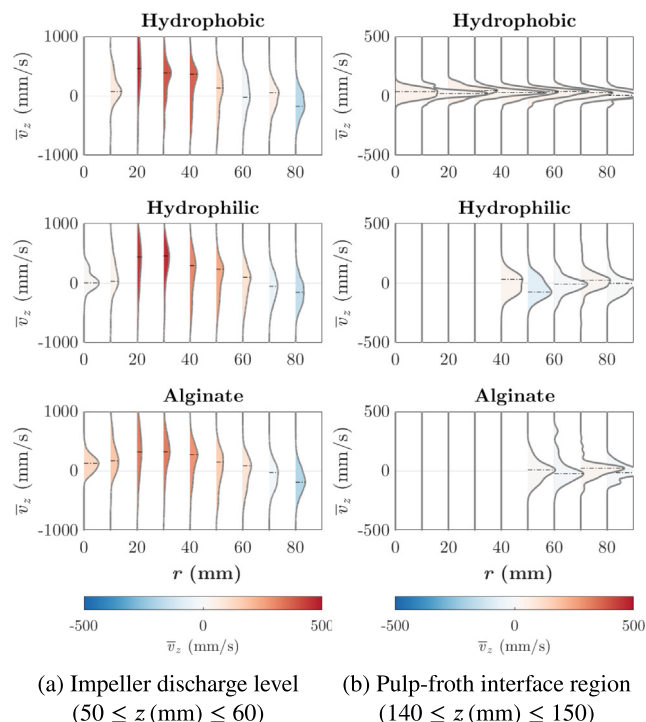 Hydrophobic
Hydrophobic
1000
0
-1000
v̅z (mm/s)
0 20 40 60 80
500
0
-500
v̅z (mm/s)
0 20 40 60 80
Hydrophilic
Hydrophilic
1000
0
-1000
v̅z (mm/s)
0 20 40 60 80
500
0
-500
v̅z (mm/s)
0 20 40 60 80
Alginate
Alginate
1000
0
-1000
v̅z (mm/s)
0 20 40 60 80
r (mm)
500
0
-500
v̅z (mm/s)
0 20 40 60 80
r (mm)
-500 0 500
v̅z (mm/s)
-500 0 500
v̅z (mm/s)
(a) Impeller discharge level
(50 ≤ z (mm) ≤ 60)
(b) Pulp-froth interface region
(140 ≤ z (mm) ≤ 150)